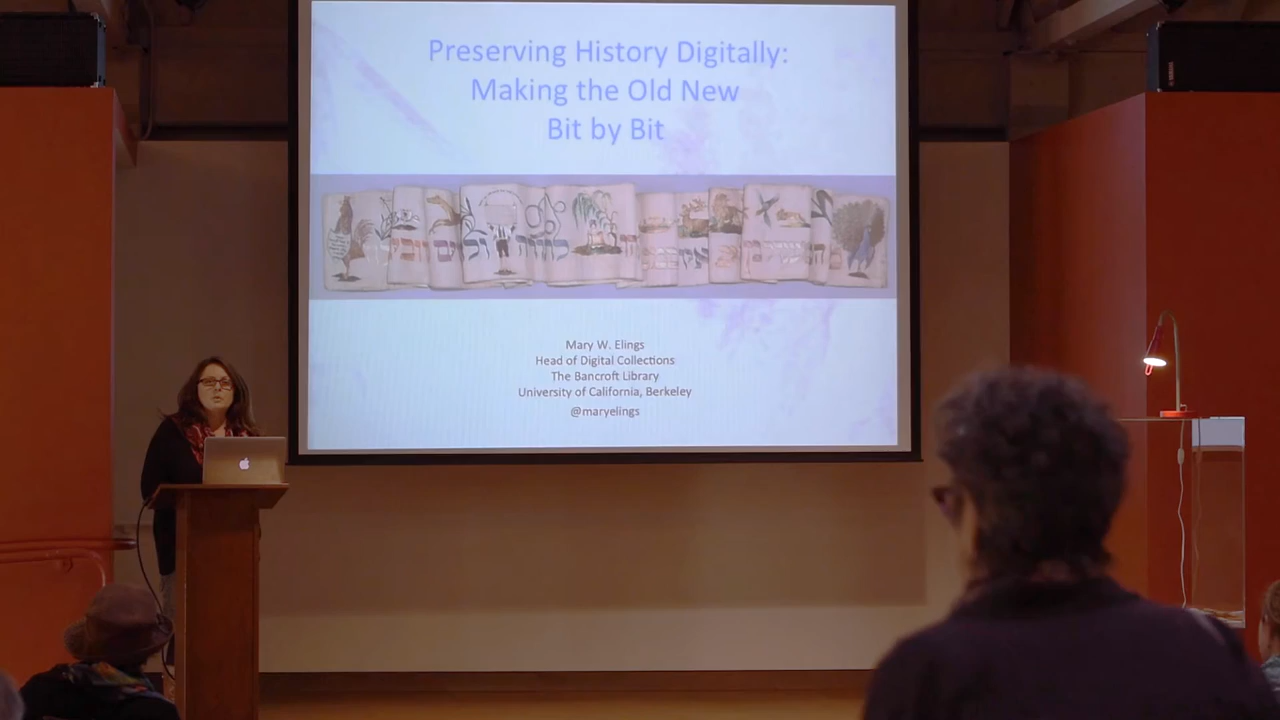 Preserving History Digitally:
Making the Old New
Bit by Bit
Mary W. Elings
Head of Digital Collections
The Bancroft Library
University of California, Berkeley
@maryelings